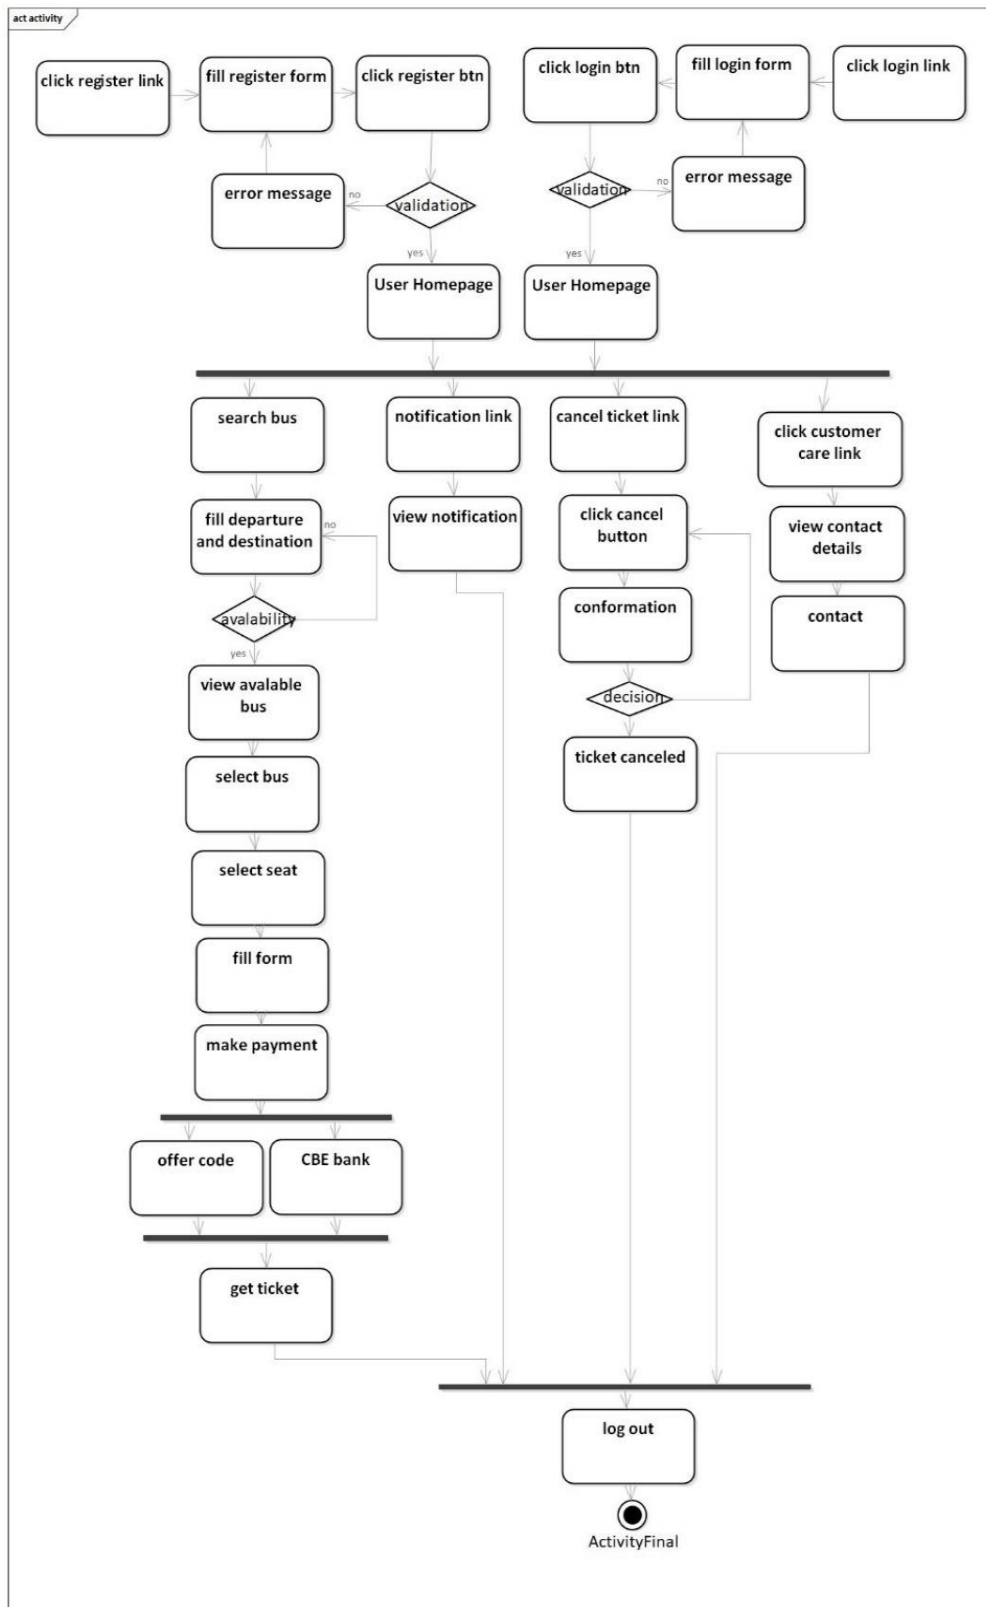 act activity
click register link
fill register form
click register btn
click login btn
fill login form
click login link
error message
no
validation
validation
no
error message
yes
yes
User Homepage
User Homepage
search bus
notification link
cancel ticket link
click customer
care link
fill departure
and destination
no
view notification
click cancel
button
view contact
details
avalability
conformation
contact
yes
view avalable
bus
decision
select bus
ticket canceled
select seat
fill form
make payment
offer code
CBE bank
get ticket
log out
ActivityFinal